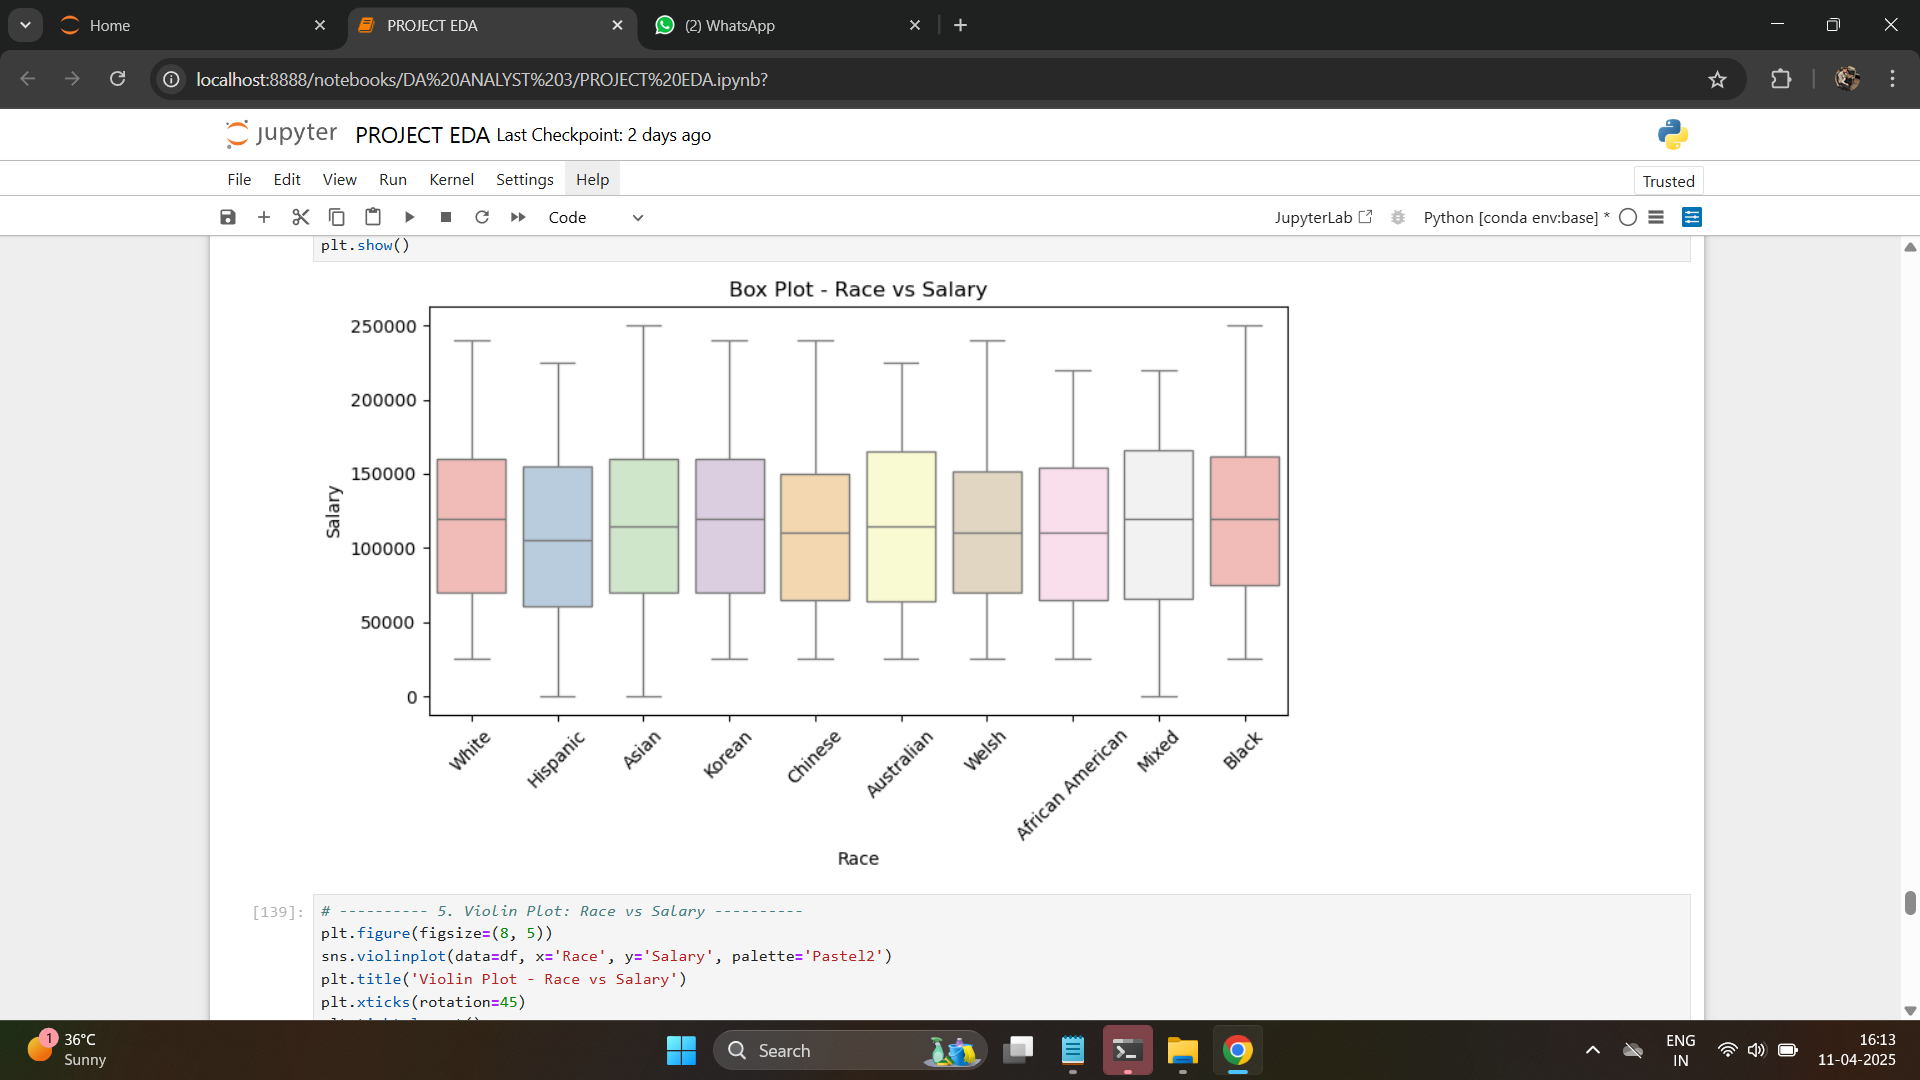 Home
PROJECT EDA
(2) WhatsApp
localhost:8888/notebooks/DA%20ANALYST%203/PROJECT%20EDA.ipynb?
jupyter PROJECT EDA Last Checkpoint: 2 days ago
File Edit View Run Kernel Settings Help
Trusted
Code
JupyterLab
Python [conda env:base] *
plt.show()
Box Plot - Race vs Salary
250000
200000
150000
100000
50000
0
Salary
White
Hispanic
Asian
Korean
Chinese
Australian
Welsh
African American
Mixed
Black
Race
[139]:
# ---------- 5. Violin Plot: Race vs Salary ----------
plt.figure(figsize=(8, 5))
sns.violinplot(data=df, x='Race', y='Salary', palette='Pastel2')
plt.title('Violin Plot - Race vs Salary')
plt.xticks(rotation=45)
1
36°C
Sunny
Search
ENG
IN
16:13
11-04-2025